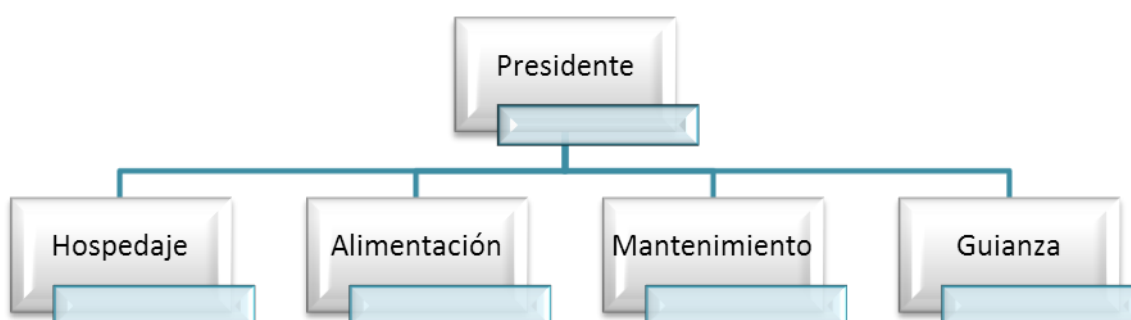 Presidente
Hospedaje
Alimentación
Mantenimiento
Guianza